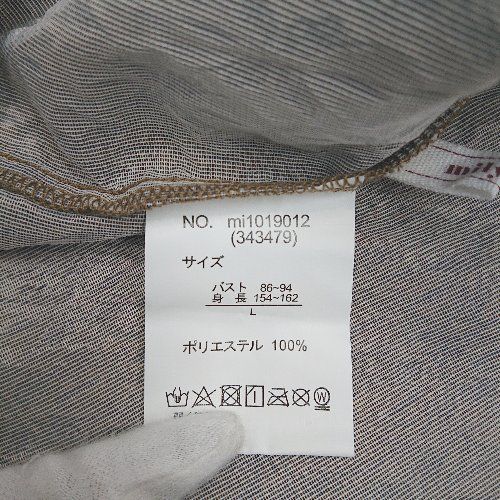 NO. mi1019012
(343479)
サイズ
バスト 86~94
身長 154~162
L
ポリエステル 100%